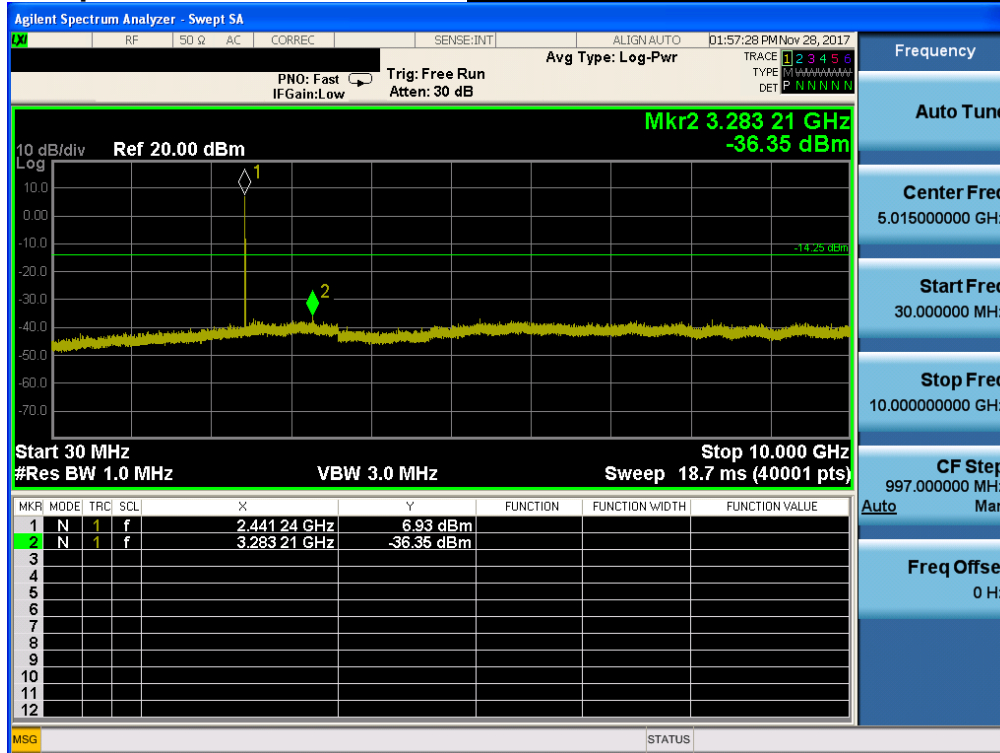 Agilent Spectrum Analyzer - Swept SA
LXI RF 50 Ω AC CORREC SENSE:INT ALIGN AUTO 01:57:28 PM Nov 28, 2017
Frequency
Avg Type: Log-Pwr
TRACE 1 2 3 4 5 6
PNO: Fast Trig: Free Run
TYPE M WWWWW
IFGain:Low Atten: 30 dB
DET P N N N N N
Auto Tune
Mkr2 3.283 21 GHz
-36.35 dBm
10 dB/div Ref 20.00 dBm
Log
1
10.0
0.00
-10.0
-14.25 dBm
-20.0
2
-30.0
-40.0
-50.0
-60.0
-70.0
Center Freq
5.015000000 GH
Start Freq
30.000000 MH
Stop Freq
10.000000000 GH
Start 30 MHz Stop 10.000 GHz
#Res BW 1.0 MHz VBW 3.0 MHz Sweep 18.7 ms (40001 pts)
CF Step
997.000000 MH
Auto Man
MKR MODE TRC SCL X Y FUNCTION FUNCTION WIDTH FUNCTION VALUE
1 N 1 f 2.441 24 GHz 6.93 dBm
2 N 1 f 3.283 21 GHz -36.35 dBm
3
4
5
6
7
8
9
10
11
12
Freq Offse
0 H
MSG STATUS